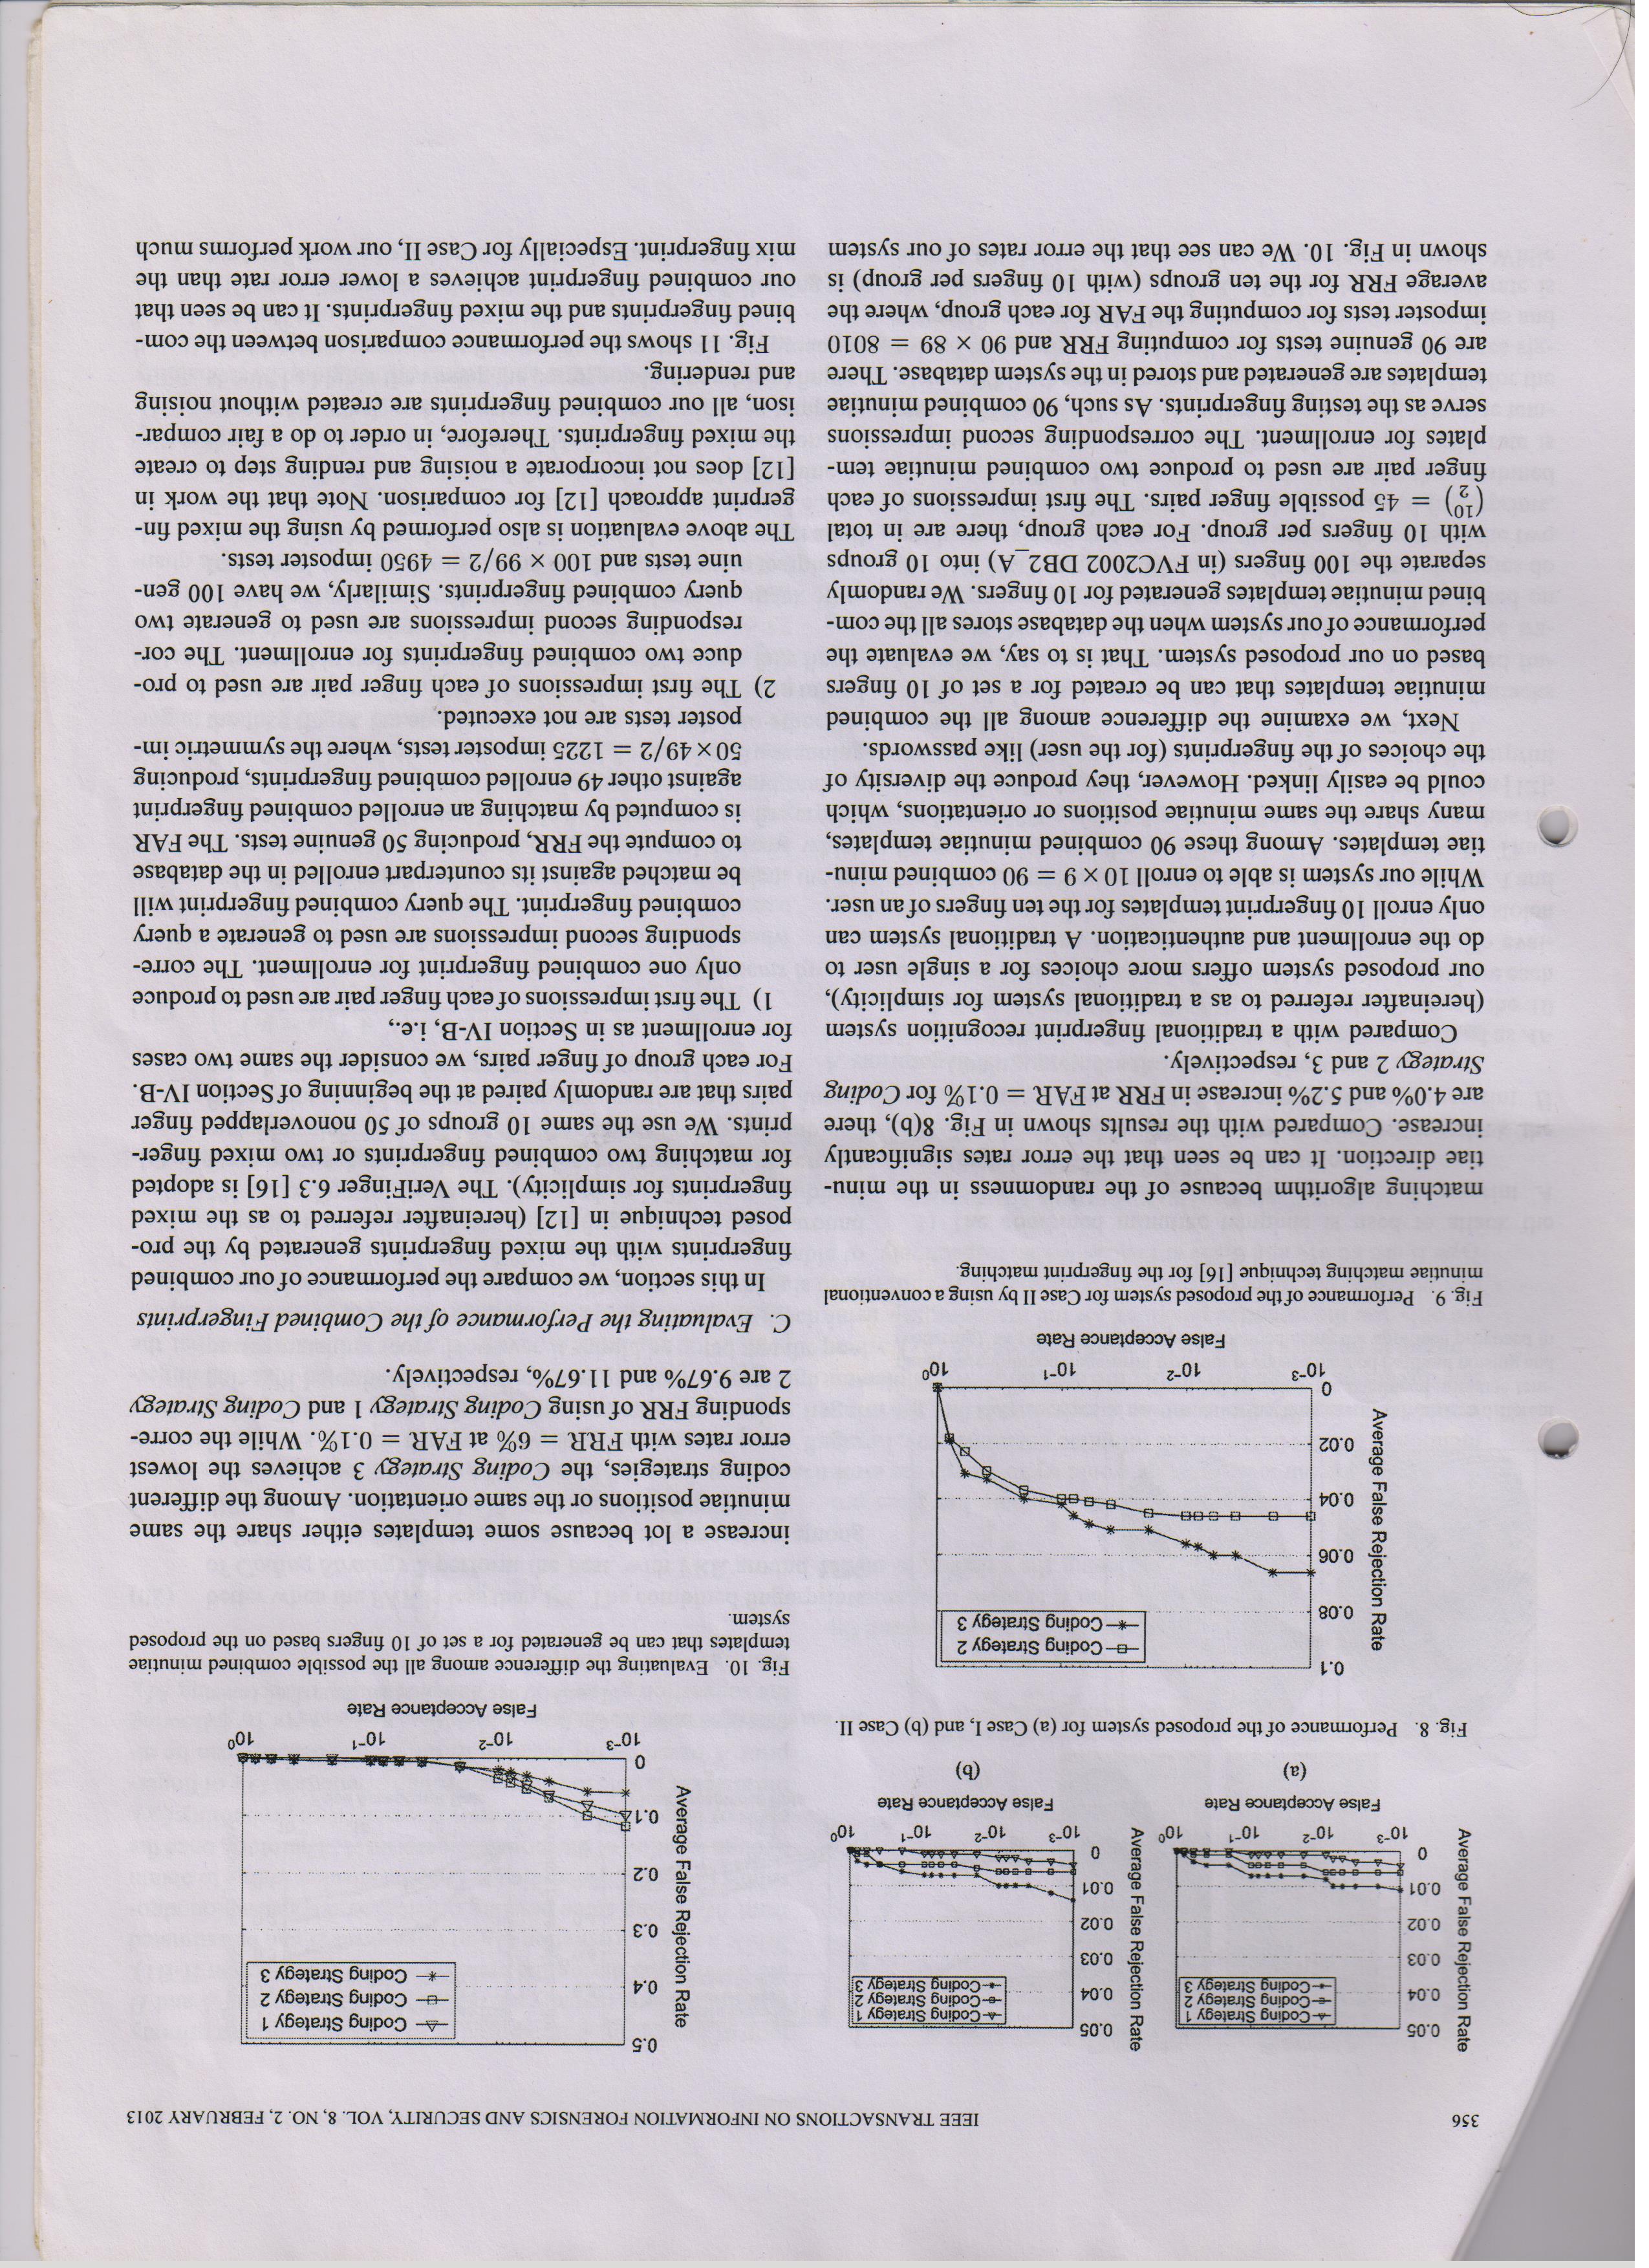 356
IEEE TRANSACTIONS ON INFORMATION FORENSICS AND SECURITY, VOL. 8, NO. 2, FEBRUARY 2013
Average False Rejection Rate
0.05
0.04
0.03
0.02
0.01
0
10⁻³ 10⁻² 10⁻¹ 10⁰
False Acceptance Rate
Coding Strategy 1
Coding Strategy 2
Coding Strategy 3
(a)
Average False Rejection Rate
0.05
0.04
0.03
0.02
0.01
0
10⁻³ 10⁻² 10⁻¹ 10⁰
False Acceptance Rate
Coding Strategy 1
Coding Strategy 2
Coding Strategy 3
(b)
Fig. 8. Performance of the proposed system for (a) Case I, and (b) Case II.
Average False Rejection Rate
0.1
0.08
0.06
0.04
0.02
0
10⁻³ 10⁻² 10⁻¹ 10⁰
False Acceptance Rate
Coding Strategy 2
Coding Strategy 3
Fig. 9. Performance of the proposed system for Case II by using a conventional
minutiae matching technique [16] for the fingerprint matching.
matching algorithm because of the randomness in the minu-
tiae direction. It can be seen that the error rates significantly
increase. Compared with the results shown in Fig. 8(b), there
are 4.0% and 5.2% increase in FRR at FAR = 0.1% for Coding
Strategy 2 and 3, respectively.
Compared with a traditional fingerprint recognition system
(hereinafter referred to as a traditional system for simplicity),
our proposed system offers more choices for a single user to
do the enrollment and authentication. A traditional system can
only enroll 10 fingerprint templates for the ten fingers of an user.
While our system is able to enroll 10 × 9 = 90 combined minu-
tiae templates. Among these 90 combined minutiae templates,
many share the same minutiae positions or orientations, which
could be easily linked. However, they produce the diversity of
the choices of the fingerprints (for the user) like passwords.
Next, we examine the difference among all the combined
minutiae templates that can be created for a set of 10 fingers
based on our proposed system. That is to say, we evaluate the
performance of our system when the database stores all the com-
bined minutiae templates generated for 10 fingers. We randomly
separate the 100 fingers (in FVC2002 DB2_A) into 10 groups
with 10 fingers per group. For each group, there are in total
(10 2) = 45 possible finger pairs. The first impressions of each
finger pair are used to produce two combined minutiae tem-
plates for enrollment. The corresponding second impressions
serve as the testing fingerprints. As such, 90 combined minutiae
templates are generated and stored in the system database. There
are 90 genuine tests for computing FRR and 90 × 89 = 8010
imposter tests for computing the FAR for each group, where the
average FRR for the ten groups (with 10 fingers per group) is
shown in Fig. 10. We can see that the error rates of our system
Average False Rejection Rate
0.5
0.4
0.3
0.2
0.1
0
10⁻³ 10⁻² 10⁻¹ 10⁰
False Acceptance Rate
Coding Strategy 1
Coding Strategy 2
Coding Strategy 3
Fig. 10. Evaluating the difference among all the possible combined minutiae
templates that can be generated for a set of 10 fingers based on the proposed
system.
increase a lot because some templates either share the same
minutiae positions or the same orientation. Among the different
coding strategies, the Coding Strategy 3 achieves the lowest
error rates with FRR = 6% at FAR = 0.1%. While the corre-
sponding FRR of using Coding Strategy 1 and Coding Strategy
2 are 9.67% and 11.67%, respectively.
C. Evaluating the Performance of the Combined Fingerprints
In this section, we compare the performance of our combined
fingerprints with the mixed fingerprints generated by the pro-
posed technique in [12] (hereinafter referred to as the mixed
fingerprints for simplicity). The VeriFinger 6.3 [16] is adopted
for matching two combined fingerprints or two mixed finger-
prints. We use the same 10 groups of 50 nonoverlapped finger
pairs that are randomly paired at the beginning of Section IV-B.
For each group of finger pairs, we consider the same two cases
for enrollment as in Section IV-B, i.e.,
1) The first impressions of each finger pair are used to produce
only one combined fingerprint for enrollment. The corre-
sponding second impressions are used to generate a query
combined fingerprint. The query combined fingerprint will
be matched against its counterpart enrolled in the database
to compute the FRR, producing 50 genuine tests. The FAR
is computed by matching an enrolled combined fingerprint
against other 49 enrolled combined fingerprints, producing
50 × 49/2 = 1225 imposter tests, where the symmetric im-
poster tests are not executed.
2) The first impressions of each finger pair are used to pro-
duce two combined fingerprints for enrollment. The cor-
responding second impressions are used to generate two
query combined fingerprints. Similarly, we have 100 gen-
uine tests and 100 × 99/2 = 4950 imposter tests.
The above evaluation is also performed by using the mixed fin-
gerprint approach [12] for comparison. Note that the work in
[12] does not incorporate a noising and rending step to create
the mixed fingerprints. Therefore, in order to do a fair compar-
ison, all our combined fingerprints are created without noising
and rendering.
Fig. 11 shows the performance comparison between the com-
bined fingerprints and the mixed fingerprints. It can be seen that
our combined fingerprint achieves a lower error rate than the
mix fingerprint. Especially for Case II, our work performs much